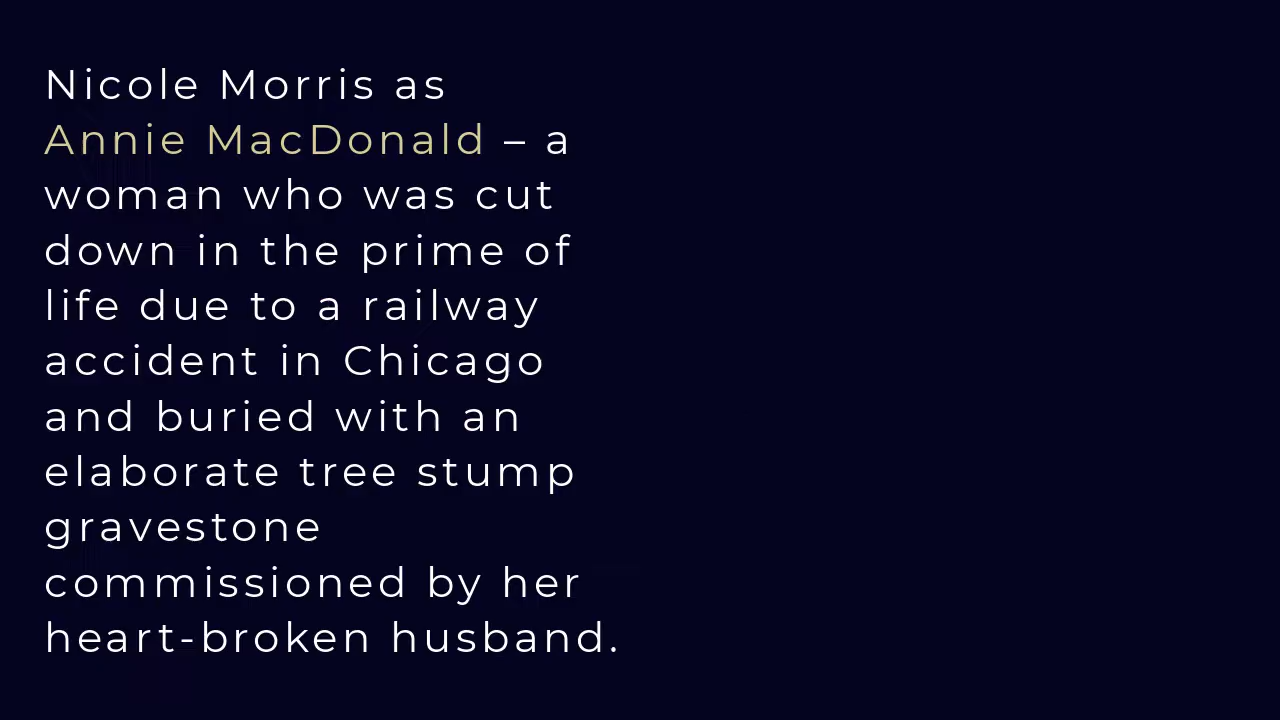 Nicole Morris as
Annie MacDonald – a
woman who was cut
down in the prime of
life due to a railway
accident in Chicago
and buried with an
elaborate tree stump
gravestone
commissioned by her
heart-broken husband.